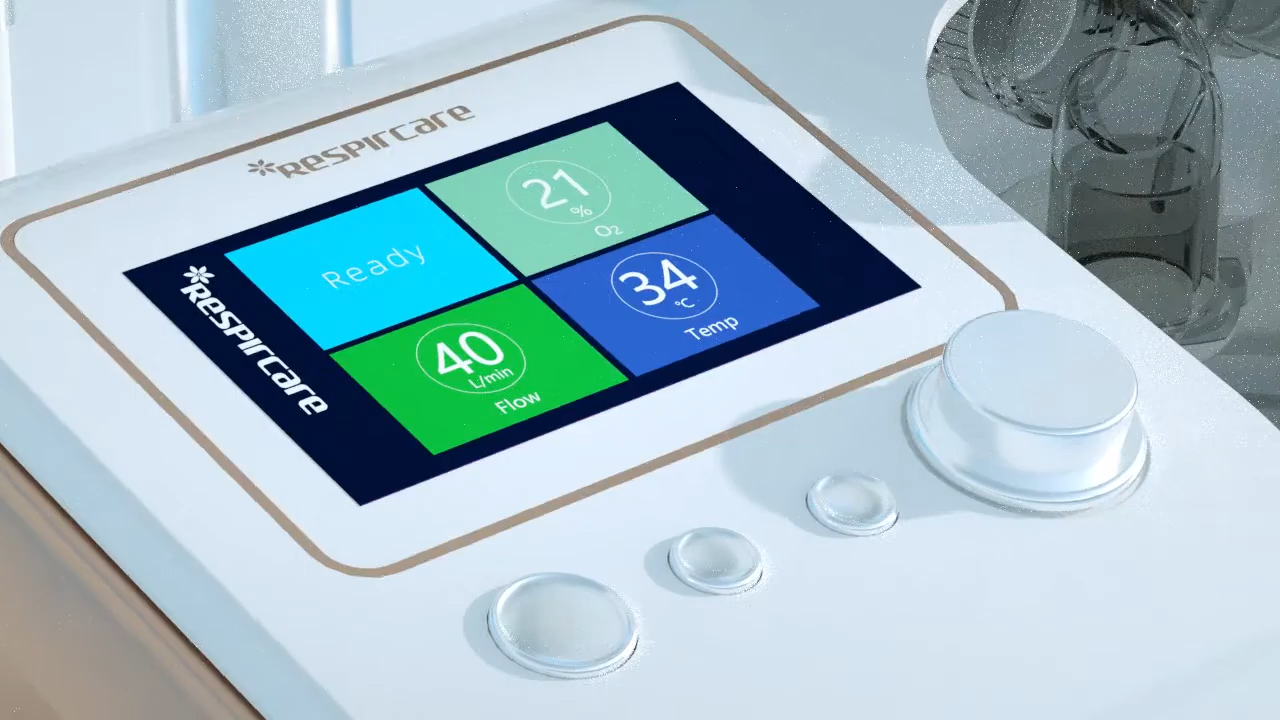 RESPIRCARE
RESPIRCARE
Ready
21
%
O₂
40
L/min
Flow
34
°C
Temp